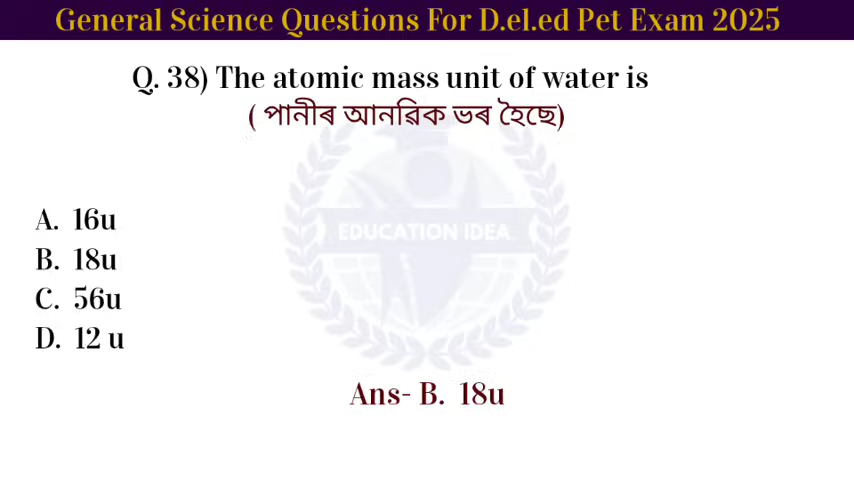 General Science Questions For D.el.ed Pet Exam 2025
Q. 38) The atomic mass unit of water is
( পানীৰ আনৱিক ভৰ হৈছে)
EDUCATION IDEA
A. 16u
B. 18u
C. 56u
D. 12 u
Ans- B. 18u